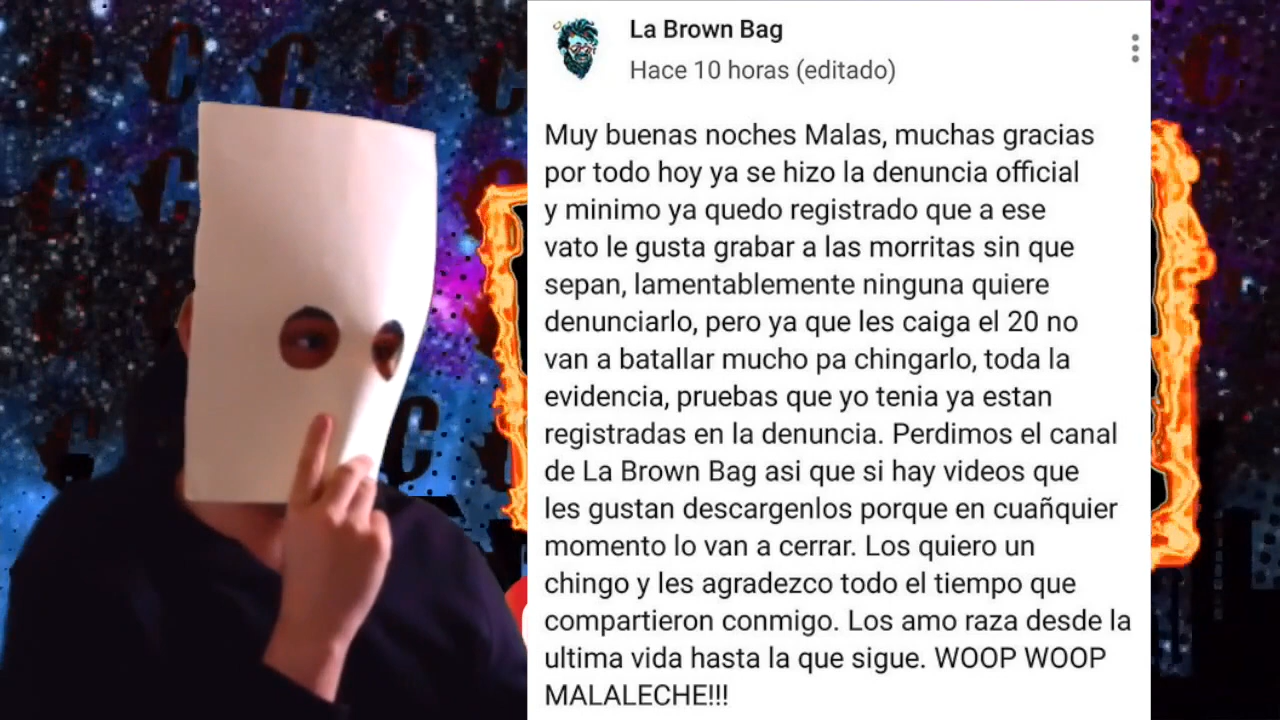 La Brown Bag
Hace 10 horas (editado)
Muy buenas noches Malas, muchas gracias
por todo hoy ya se hizo la denuncia official
y minimo ya quedo registrado que a ese
vato le gusta grabar a las morritas sin que
sepan, lamentablemente ninguna quiere
denunciarlo, pero ya que les caiga el 20 no
van a batallar mucho pa chingarlo, toda la
evidencia, pruebas que yo tenia ya estan
registradas en la denuncia. Perdimos el canal
de La Brown Bag asi que si hay videos que
les gustan descargenlos porque en cuañquier
momento lo van a cerrar. Los quiero un
chingo y les agradezco todo el tiempo que
compartieron conmigo. Los amo raza desde la
ultima vida hasta la que sigue. WOOP WOOP
MALALECHE!!!